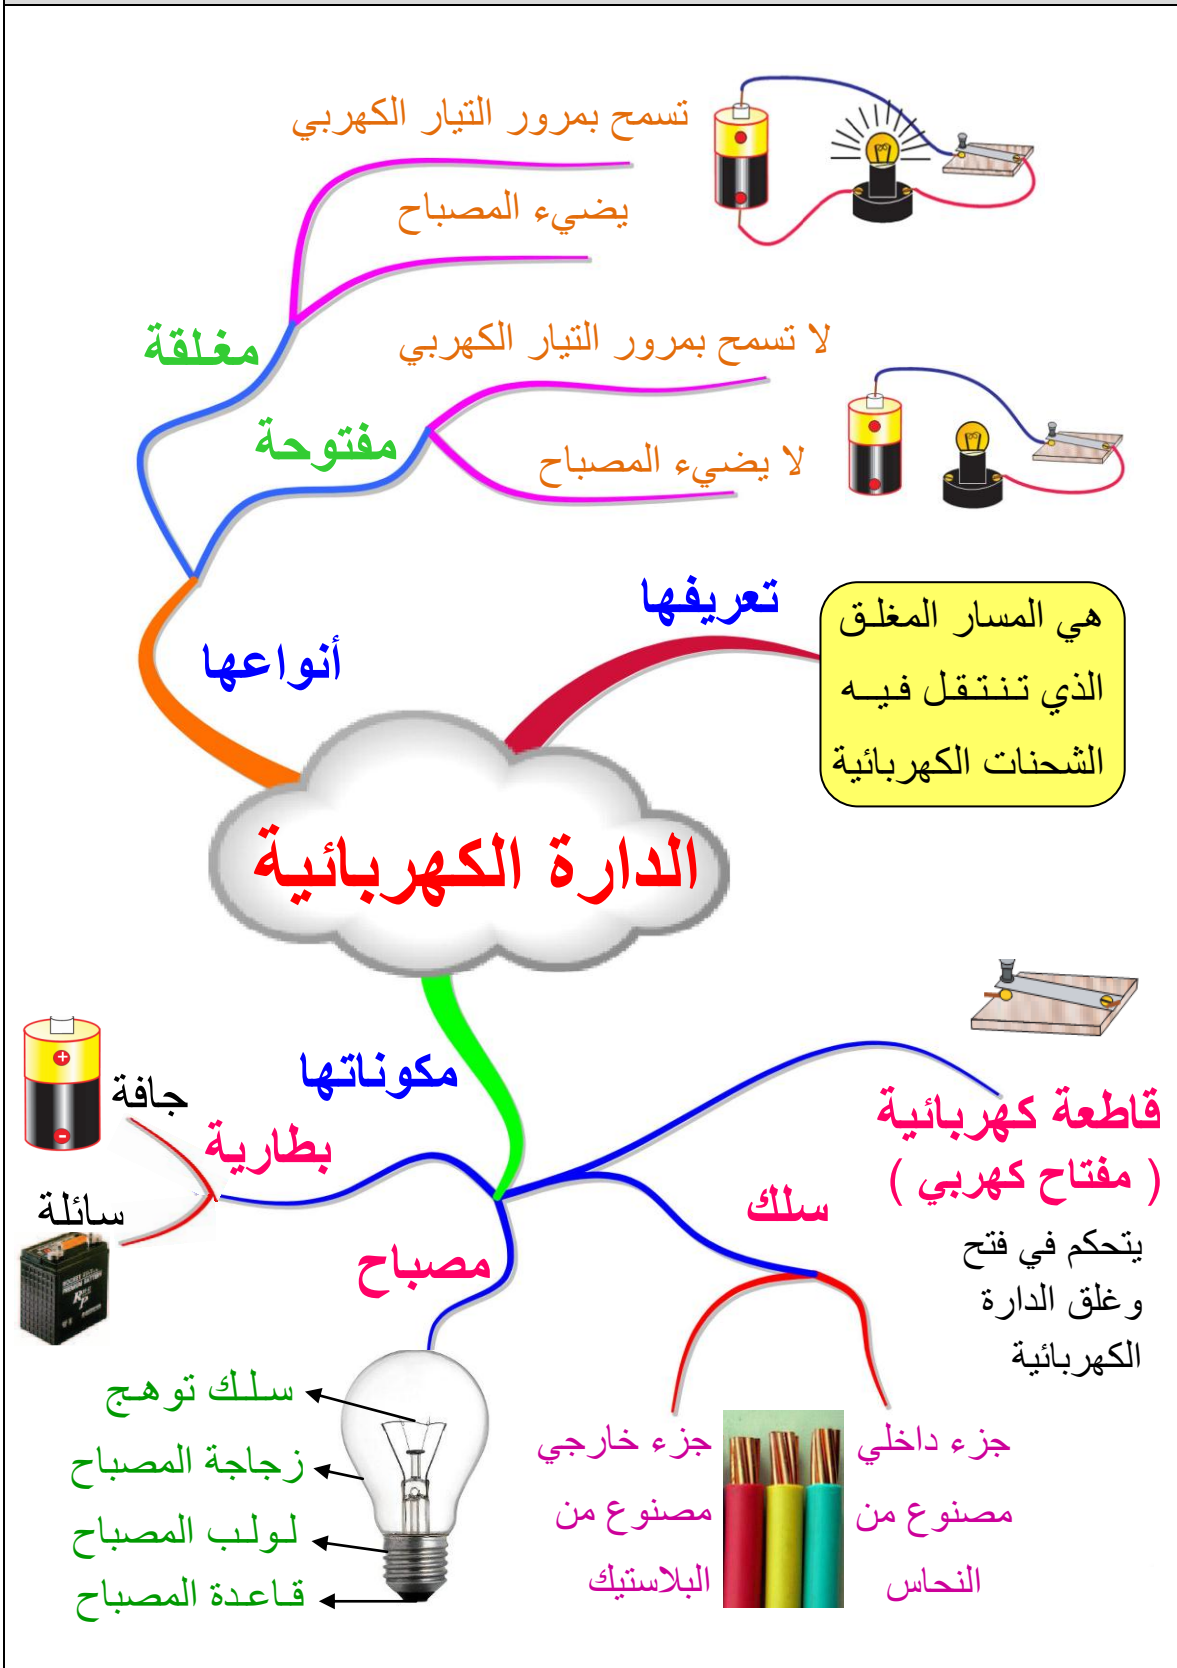 تسمح بمرور التيار الكهربي
يضيء المصباح
مغلقة
لا تسمح بمرور التيار الكهربي
مفتوحة
لا يضيء المصباح
تعريفها
هي المسار المغلق
الذي تنتقل فيه
الشحنات الكهربائية
أنواعها
الدارة الكهربائية
مكوناتها
قاطعة كهربائية
( مفتاح كهربي )
يتحكم في فتح
وغلق الدارة
الكهربائية
سلك
جزء داخلي
مصنوع من
النحاس
جزء خارجي
مصنوع من
البلاستيك
مصباح
سلك توهج
زجاجة المصباح
لولب المصباح
قاعدة المصباح
بطارية
جافة
سائلة